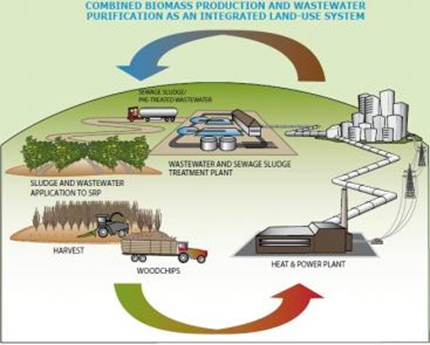 COMBINED BIOMASS PRODUCTION AND WASTEWATER
PURIFICATION AS AN INTEGRATED LAND-USE SYSTEM
SEWAGE SLUDGE/
PRE-TREATED WASTEWATER
WASTEWATER AND SEWAGE SLUDGE
TREATMENT PLANT
SLUDGE AND WASTEWATER
APPLICATION TO SRP
HARVEST
WOODCHIPS
HEAT & POWER PLANT